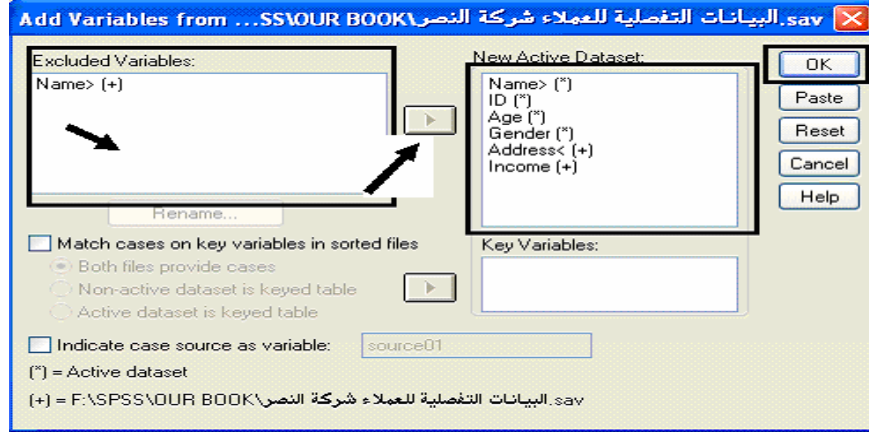 Add Variables from ...SS\OUR BOOK\البيانات التفصلية للعملاء شركة النصر.sav
Excluded Variables:
Name> (+)
New Active Dataset:
Name> (*)
ID (*)
Age (*)
Gender (*)
Address< (+)
Income (+)
OK
Paste
Reset
Cancel
Help
Rename...
Match cases on key variables in sorted files
Both files provide cases
Non-active dataset is keyed table
Active dataset is keyed table
Key Variables:
Indicate case source as variable: source01
(*) = Active dataset
(+) = F:\SPSS\OUR BOOK\البيانات التفصلية للعملاء شركة النصر.sav